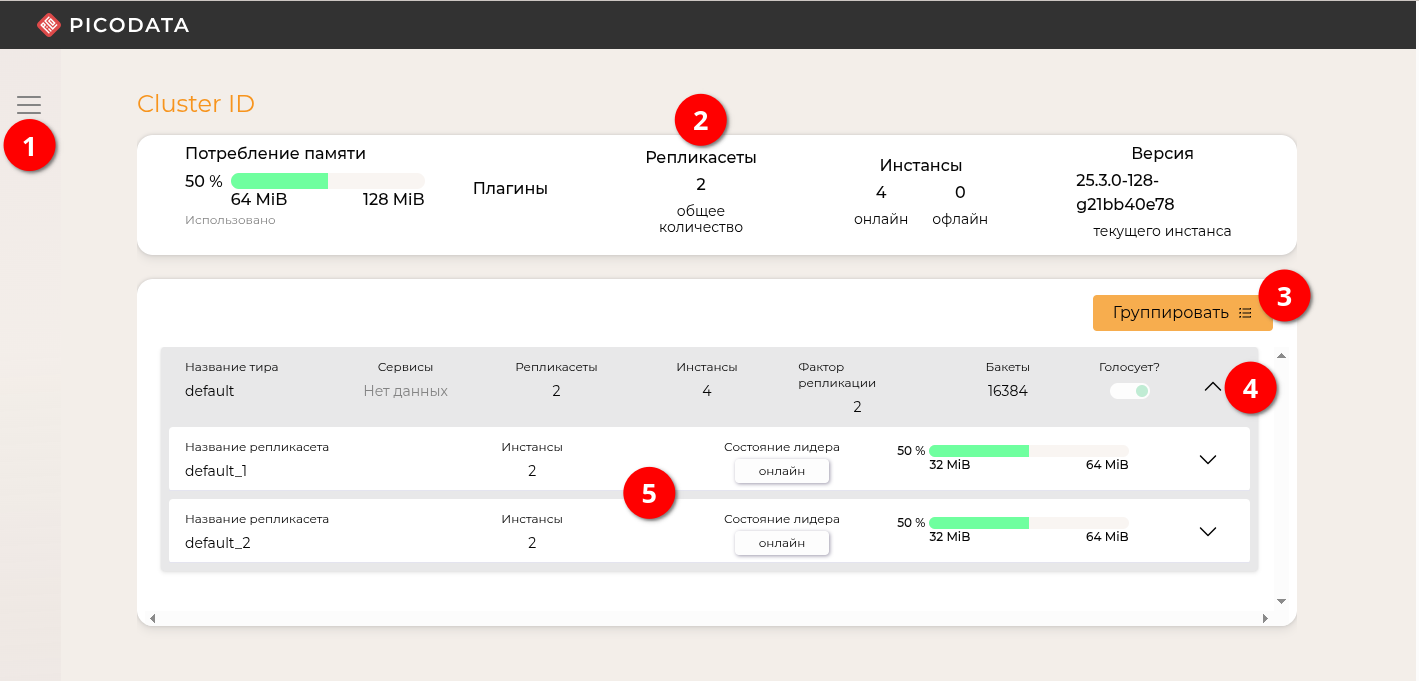 PICODATA
1
Cluster ID
2
Потребление памяти
50 %
64 MiB 128 MiB
Использовано
Плагины
Репликасеты
2
общее
количество
Инстансы
4 0
онлайн офлайн
Версия
25.3.0-128-
g21bb40e78
текущего инстанса
Группировать
3
Название тира Сервисы Репликасеты Инстансы Фактор репликации Бакеты Голосует?
default Нет данных 2 4 2 16384
4
Название репликасета Инстансы Состояние лидера 50 %
default_1 2 онлайн 32 MiB 64 MiB
5
Название репликасета Инстансы Состояние лидера 50 %
default_2 2 онлайн 32 MiB 64 MiB